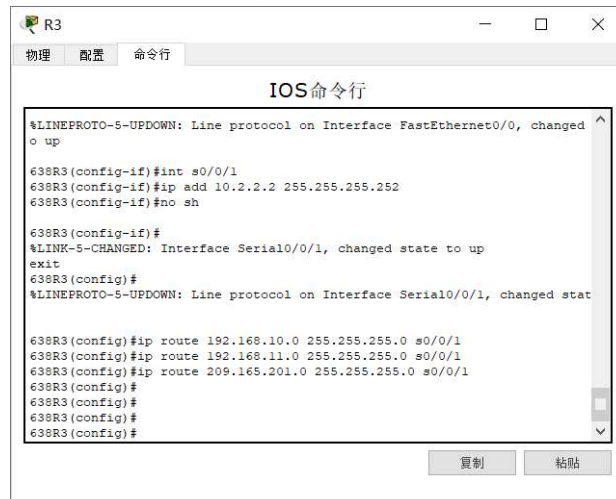 R3
物理 配置 命令行
IOS命令行
%LINEPROTO-5-UPDOWN: Line protocol on Interface FastEthernet0/0, changed
o up
638R3(config-if)#int s0/0/1
638R3(config-if)#ip add 10.2.2.2 255.255.255.252
638R3(config-if)#no sh
638R3(config-if)#
%LINK-5-CHANGED: Interface Serial0/0/1, changed state to up
exit
638R3(config)#
%LINEPROTO-5-UPDOWN: Line protocol on Interface Serial0/0/1, changed stat
638R3(config)#ip route 192.168.10.0 255.255.255.0 s0/0/1
638R3(config)#ip route 192.168.11.0 255.255.255.0 s0/0/1
638R3(config)#ip route 209.165.201.0 255.255.255.0 s0/0/1
638R3(config)#
638R3(config)#
638R3(config)#
638R3(config)#
复制 粘贴